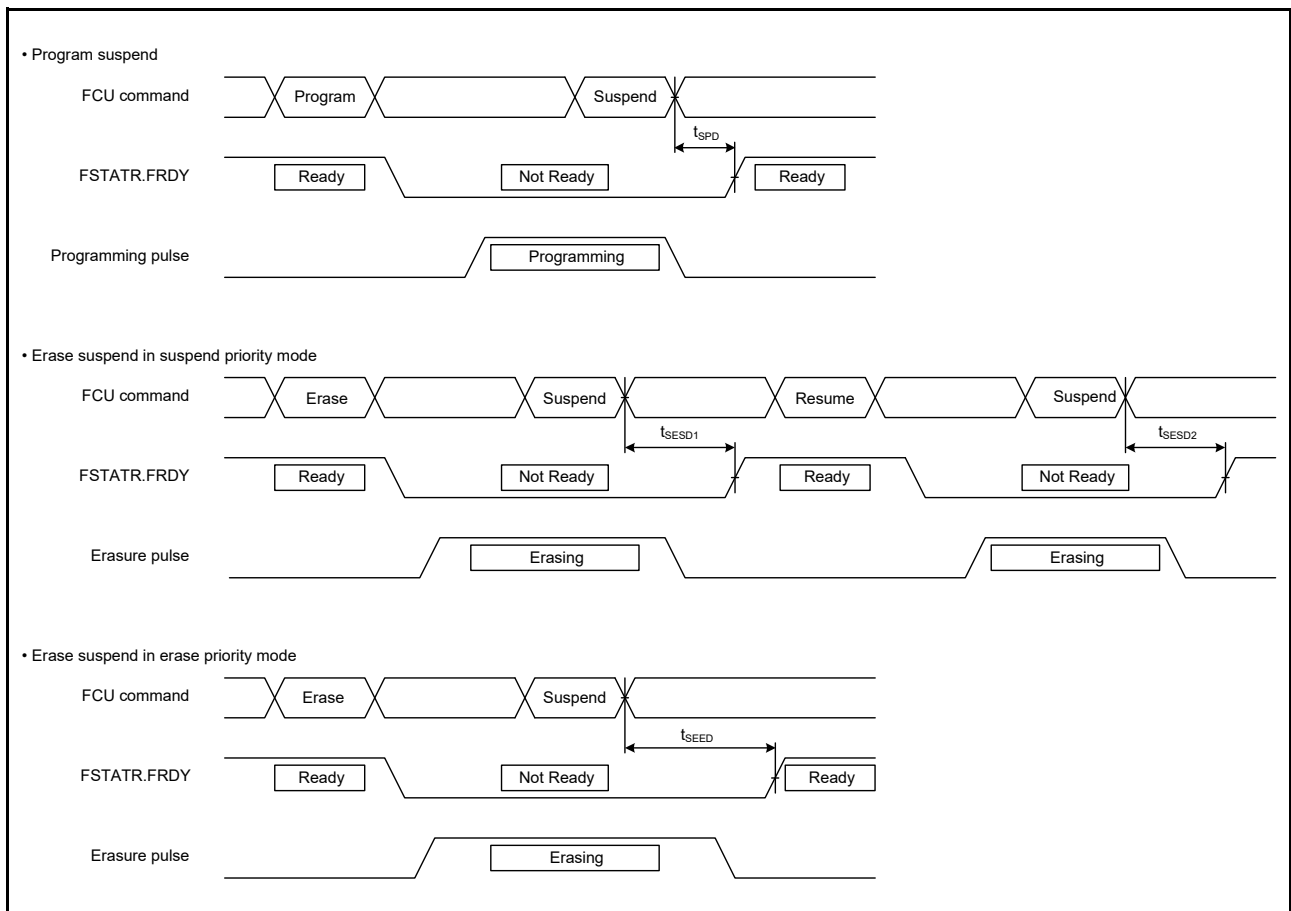 • Program suspend
FCU command Program Suspend
tSPD
FSTATR.FRDY Ready Not Ready Ready
Programming pulse Programming
• Erase suspend in suspend priority mode
FCU command Erase Suspend Resume Suspend
tSESD1 tSESD2
FSTATR.FRDY Ready Not Ready Ready Not Ready
Erasure pulse Erasing Erasing
• Erase suspend in erase priority mode
FCU command Erase Suspend
tSEED
FSTATR.FRDY Ready Not Ready Ready
Erasure pulse Erasing